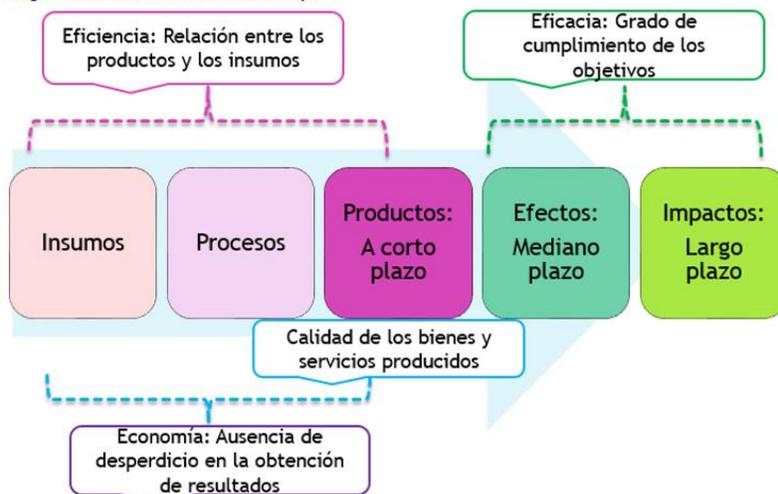 Eficiencia: Relación entre los
productos y los insumos
Eficacia: Grado de
cumplimiento de los
objetivos
Insumos
Procesos
Productos:
A corto
plazo
Efectos:
Mediano
plazo
Impactos:
Largo
plazo
Calidad de los bienes y
servicios producidos
Economía: Ausencia de
desperdicio en la obtención
de resultados